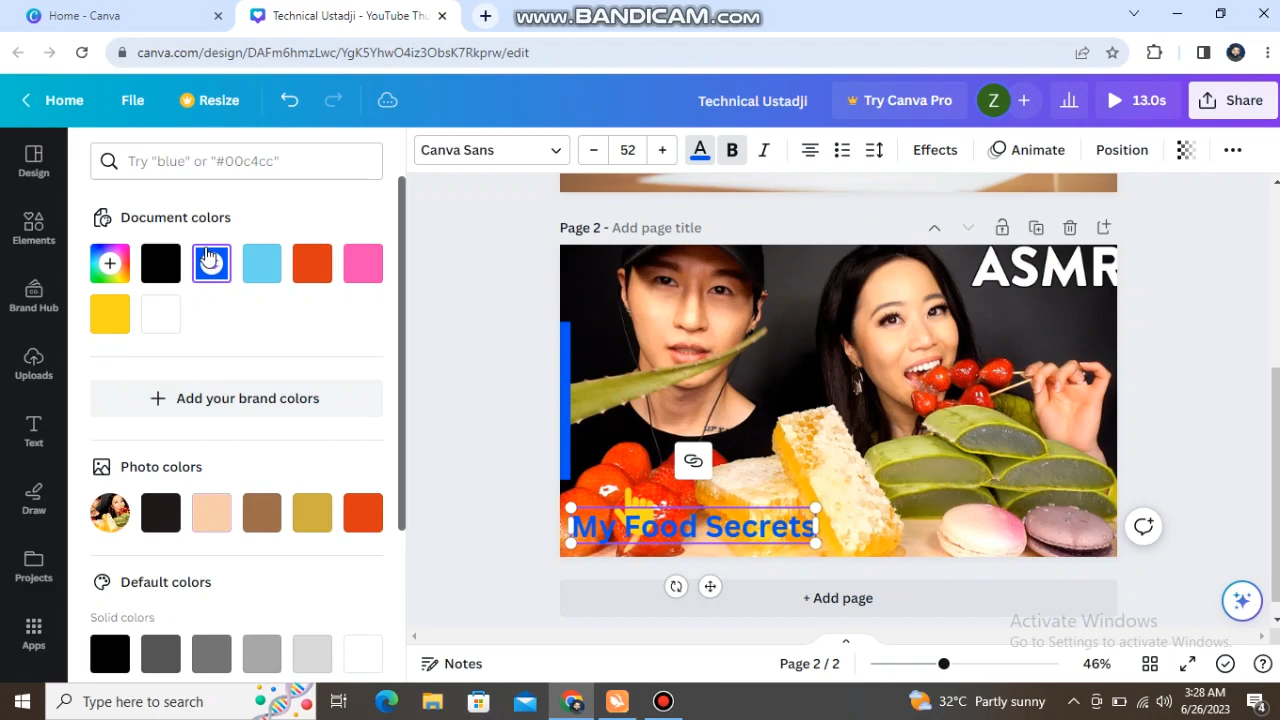 Home - Canva
Technical Ustadji - YouTube Thu
www.BANDICAM.com
canva.com/design/DAFm6hmzLwc/YgK5YhwO4iz3ObsK7Rkprw/edit
Home
File
Resize
Technical Ustadji
Try Canva Pro
Z
13.0s
Share
Design
Elements
Brand Hub
Uploads
Text
Draw
Projects
Apps
Try "blue" or "#00c4cc"
Document colors
Add your brand colors
Photo colors
Default colors
Solid colors
Canva Sans
52
A
B
I
Effects
Animate
Position
Page 2 - Add page title
ASMR
My Food Secrets
+ Add page
Activate Windows
Go to Settings to activate Windows.
Notes
Page 2 / 2
46%
Type here to search
32°C Partly sunny
3:28 AM
6/26/2023
4